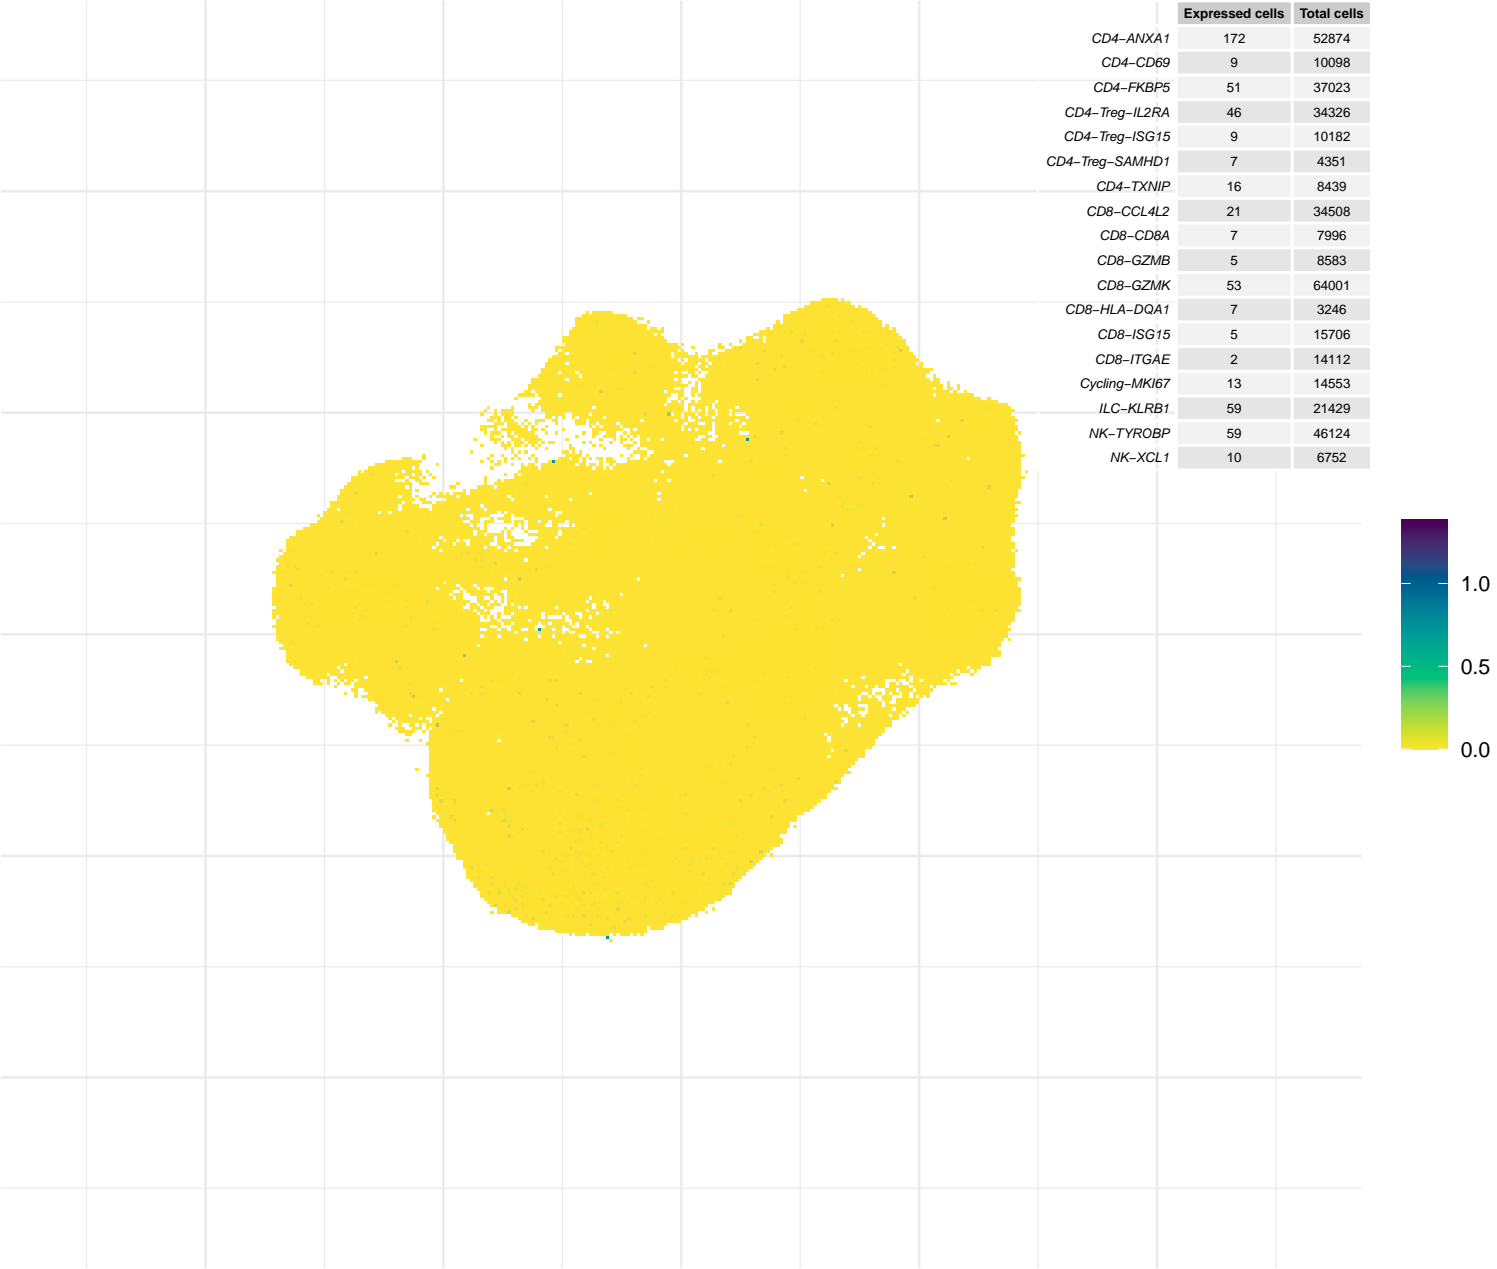 Expressed cells Total cells
CD4−ANXA1 172 52874
CD4−CD69 9 10098
CD4−FKBP5 51 37023
CD4−Treg−IL2RA 46 34326
CD4−Treg−ISG15 9 10182
CD4−Treg−SAMHD1 7 4351
CD4−TXNIP 16 8439
CD8−CCL4L2 21 34508
CD8−CD8A 7 7996
CD8−GZMB 5 8583
CD8−GZMK 53 64001
CD8−HLA−DQA1 7 3246
CD8−ISG15 5 15706
CD8−ITGAE 2 14112
Cycling−MKI67 13 14553
ILC−KLRB1 59 21429
NK−TYROBP 59 46124
NK−XCL1 10 6752
1.0
0.5
0.0